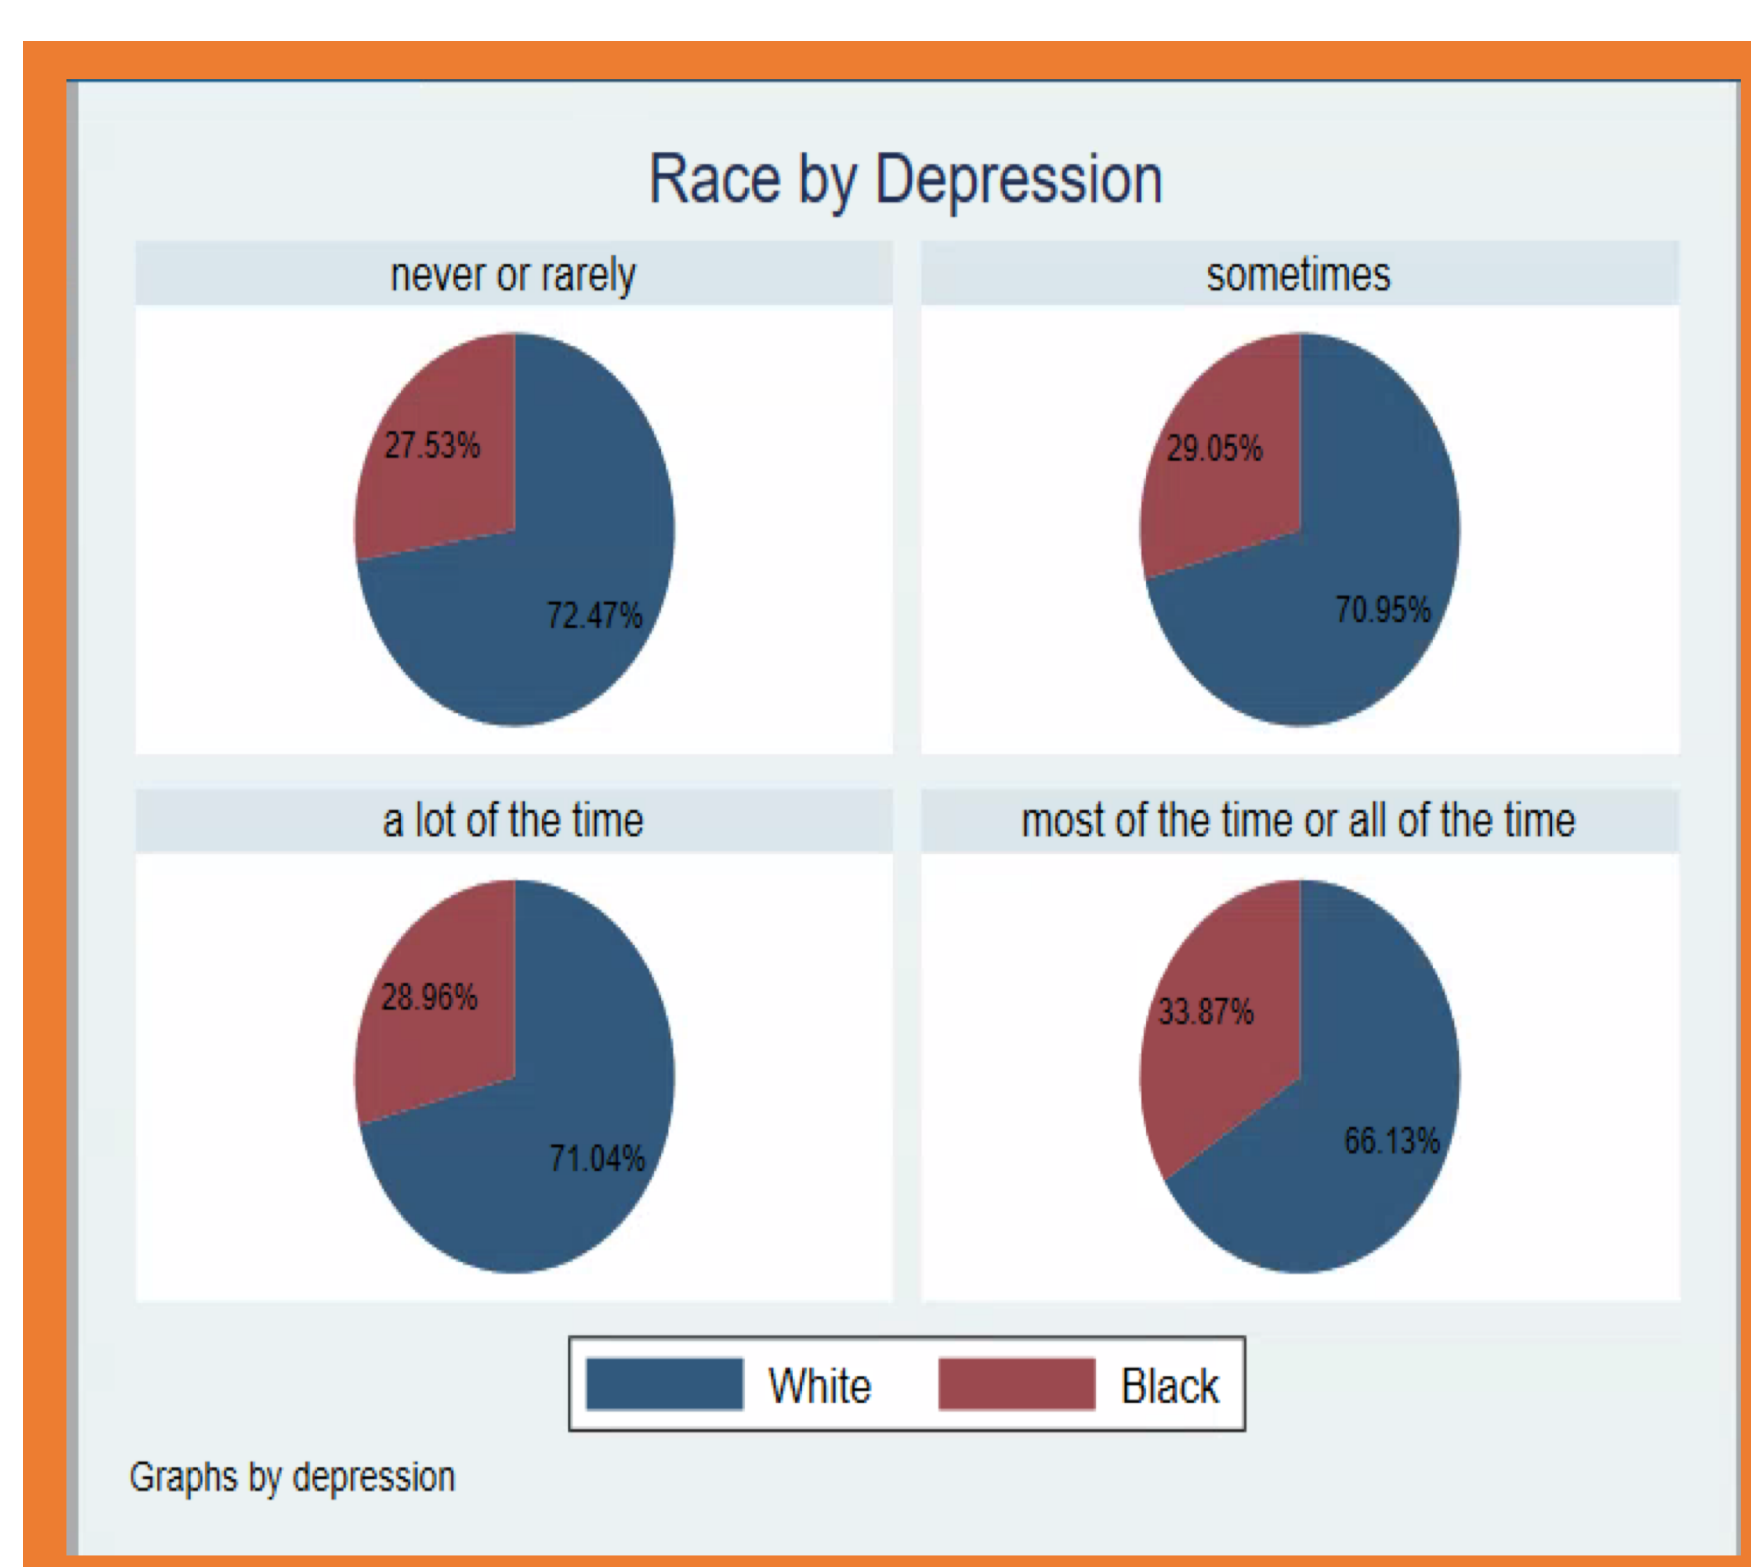 Race by Depression
never or rarely
sometimes
27.53%
72.47%
29.05%
70.95%
a lot of the time
most of the time or all of the time
28.96%
71.04%
33.87%
66.13%
White
Black
Graphs by depression